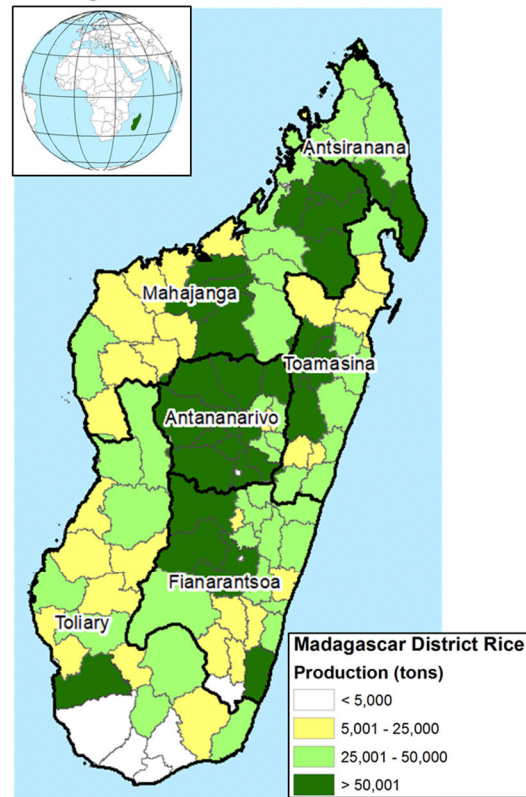 Antsiranana
Mahajanga
Toamasina
Antananarivo
Fianarantsoa
Toliary
Madagascar District Rice
Production (tons)
< 5,000
5,001 - 25,000
25,001 - 50,000
> 50,001